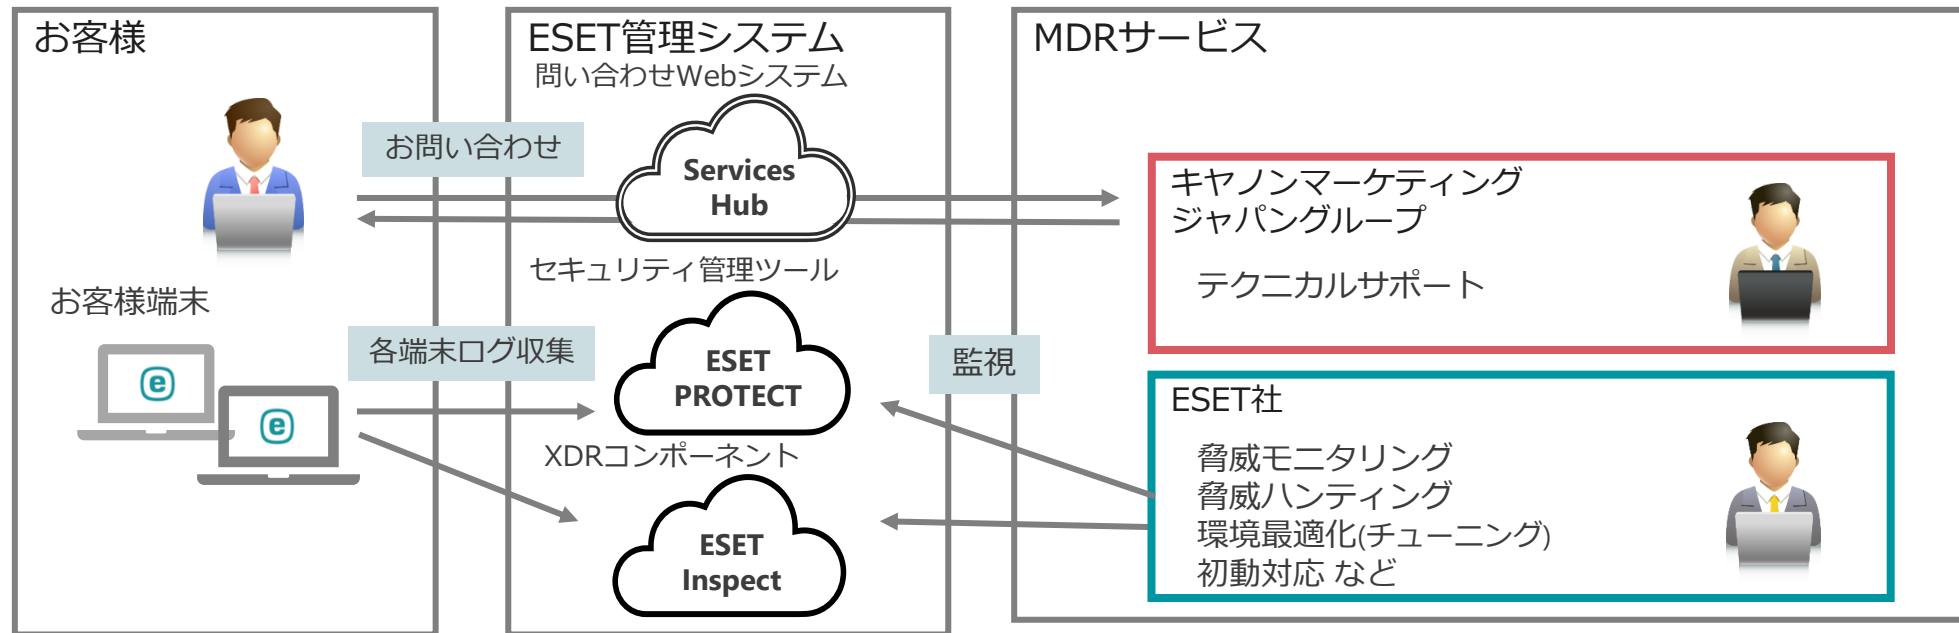 お客様
お問い合わせ
お客様端末
e
e
各端末ログ収集
ESET管理システム
問い合わせWebシステム
Services
Hub
セキュリティ管理ツール
ESET
PROTECT
XDRコンポーネント
ESET
Inspect
監視
MDRサービス
キヤノンマーケティング
ジャパングループ
テクニカルサポート
ESET社
脅威モニタリング
脅威ハンティング
環境最適化(チューニング)
初動対応 など